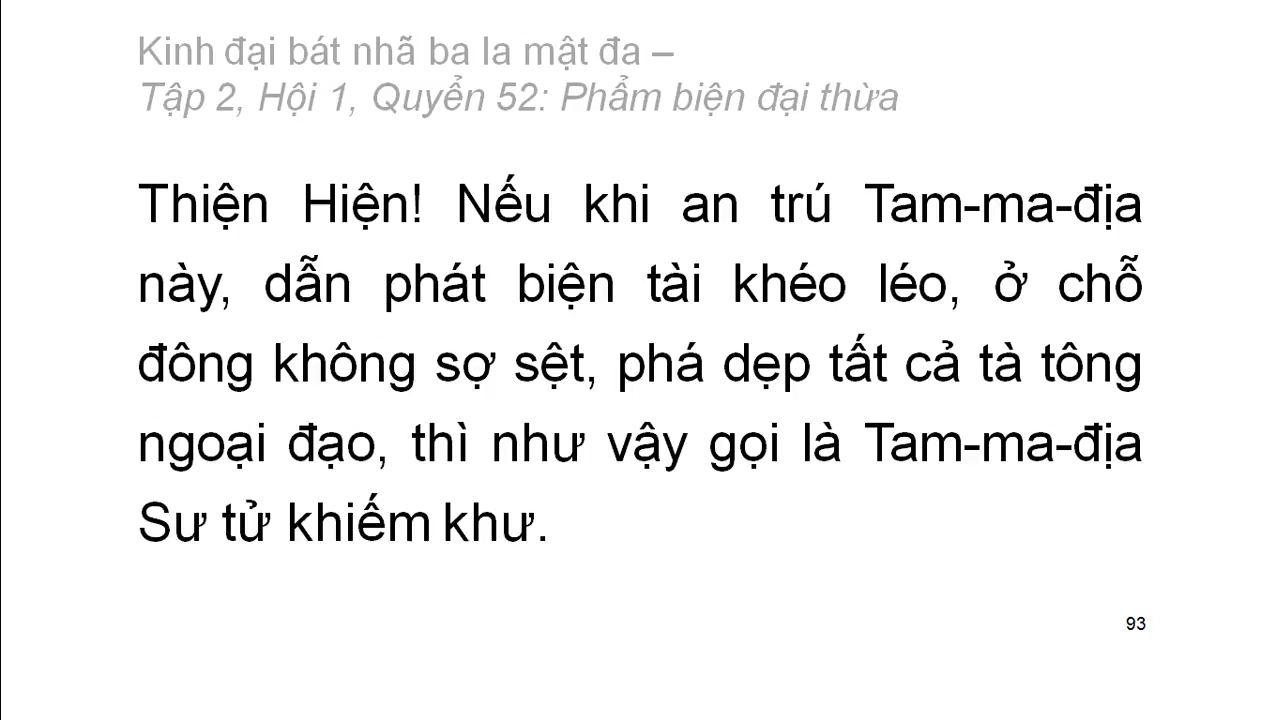 Kinh đại bát nhã ba la mật đa –
Tập 2, Hội 1, Quyển 52: Phẩm biện đại thừa
Thiện Hiện! Nếu khi an trú Tam-ma-địa
này, dẫn phát biện tài khéo léo, ở chỗ
đông không sợ sệt, phá dẹp tất cả tà tông
ngoại đạo, thì như vậy gọi là Tam-ma-địa
Sư tử khiếm khư.
93